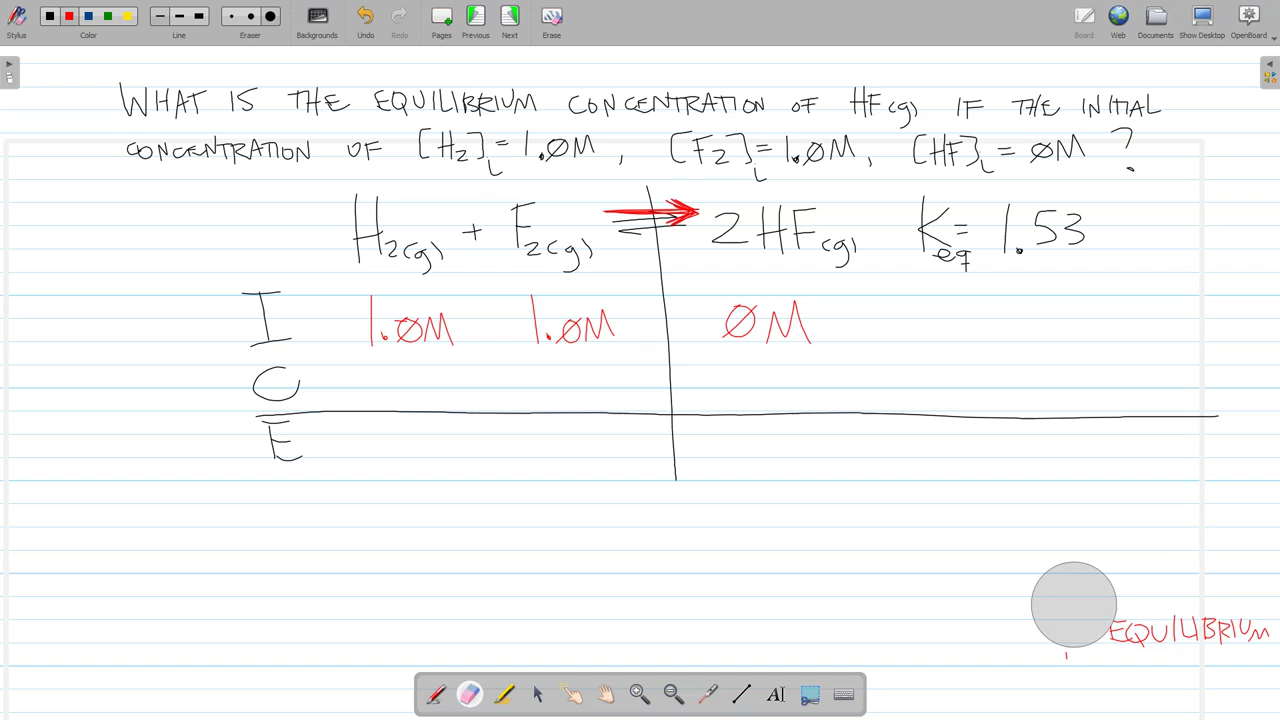 Stylus Color Line Eraser Backgrounds Undo Redo Pages Previous Next Erase Board Web Documents Show Desktop OpenBoard
WHAT IS THE EQUILIBRIUM CONCENTRATION OF HF(g) IF THE INITIAL
CONCENTRATION OF [H2]i = 1.0M, [F2]i = 1.0M, [HF]i = 0M ?
H2(g) + F2(g) ⇌ 2HF(g) Keq = 1.53
I 1.0M 1.0M 0M
C
E
EQUILIBRIUM